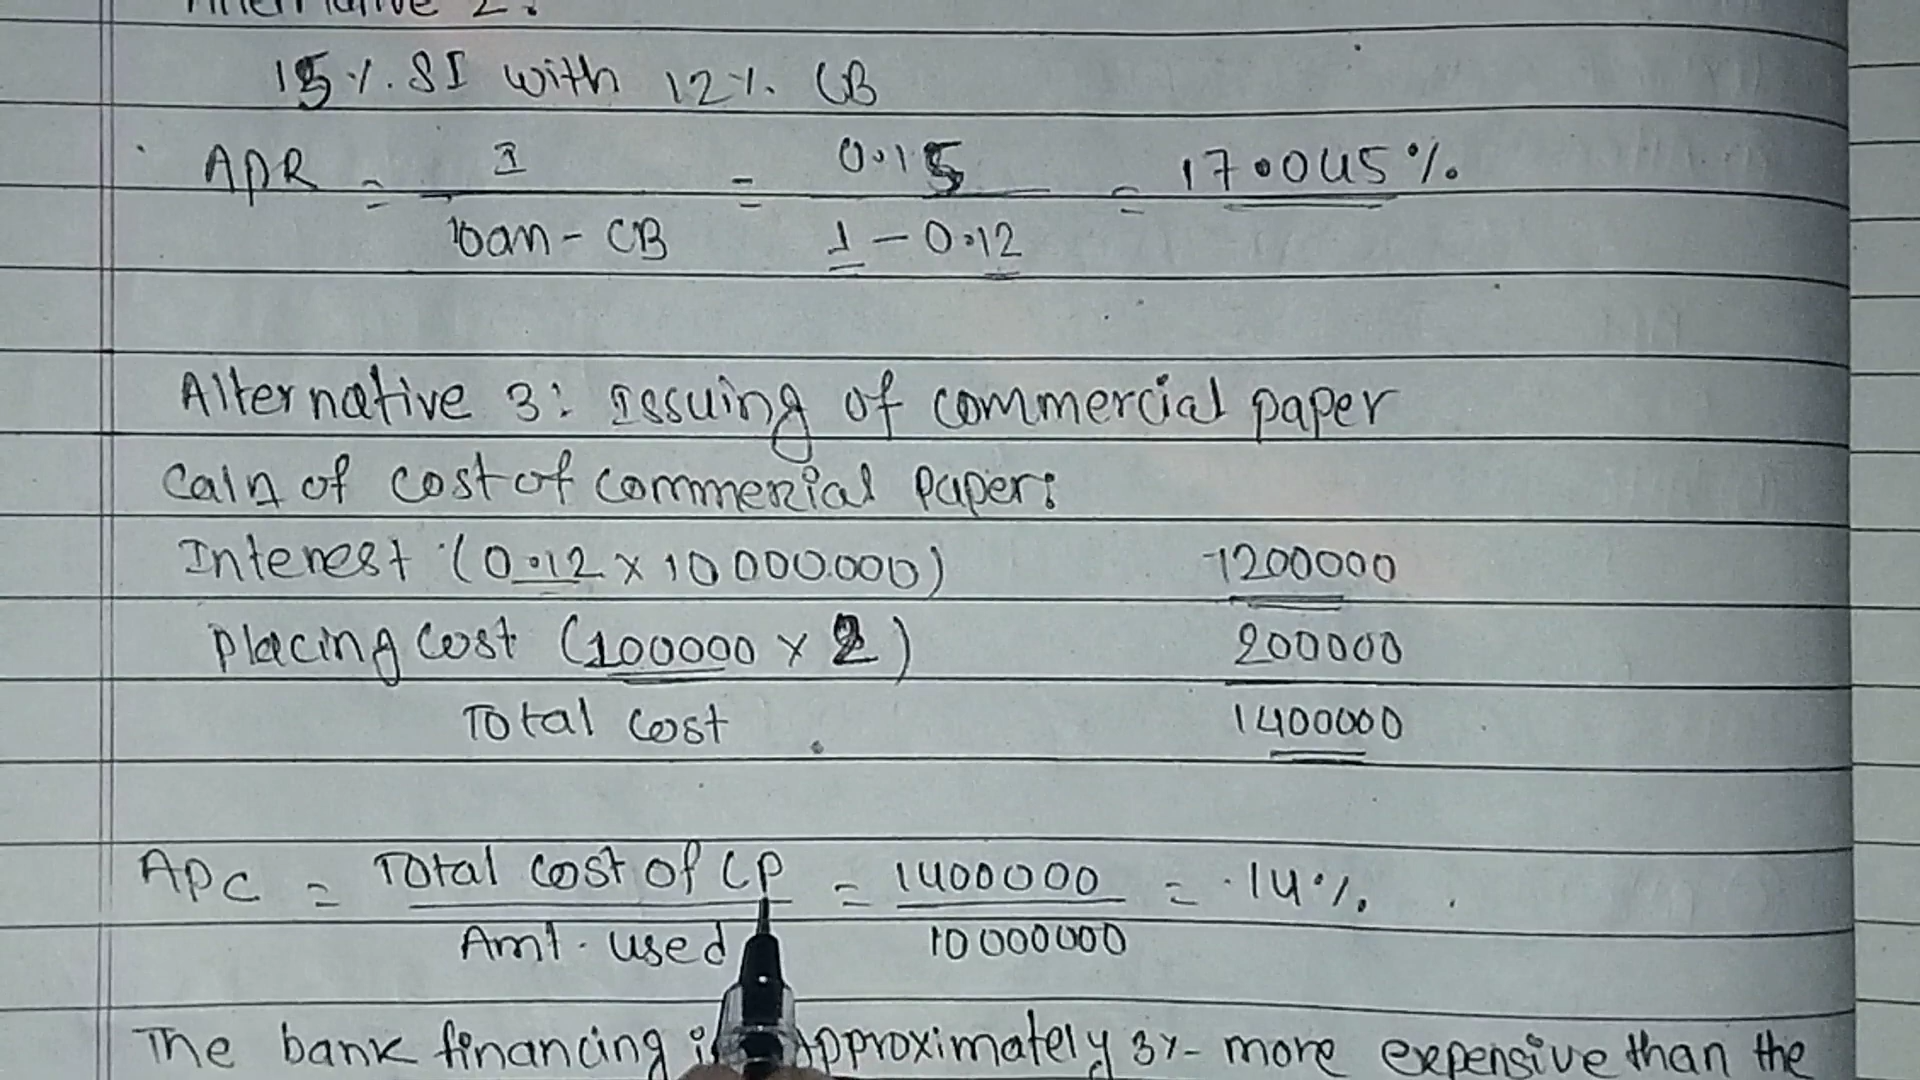 Alternative 2:
15%. SI with 12%. CB
APR = I / loan - CB = 0.15 / 1 - 0.12 = 17.045%
Alternative 3: Issuing of commercial paper
Caln of cost of commercial paper:
Interest (0.12 x 10000000) 1200000
placing cost (100000 x 2) 200000
Total cost 1400000
APC = Total cost of CP / Amt. used = 1400000 / 10000000 = 14%.
The bank financing approximately 3%- more expensive than the